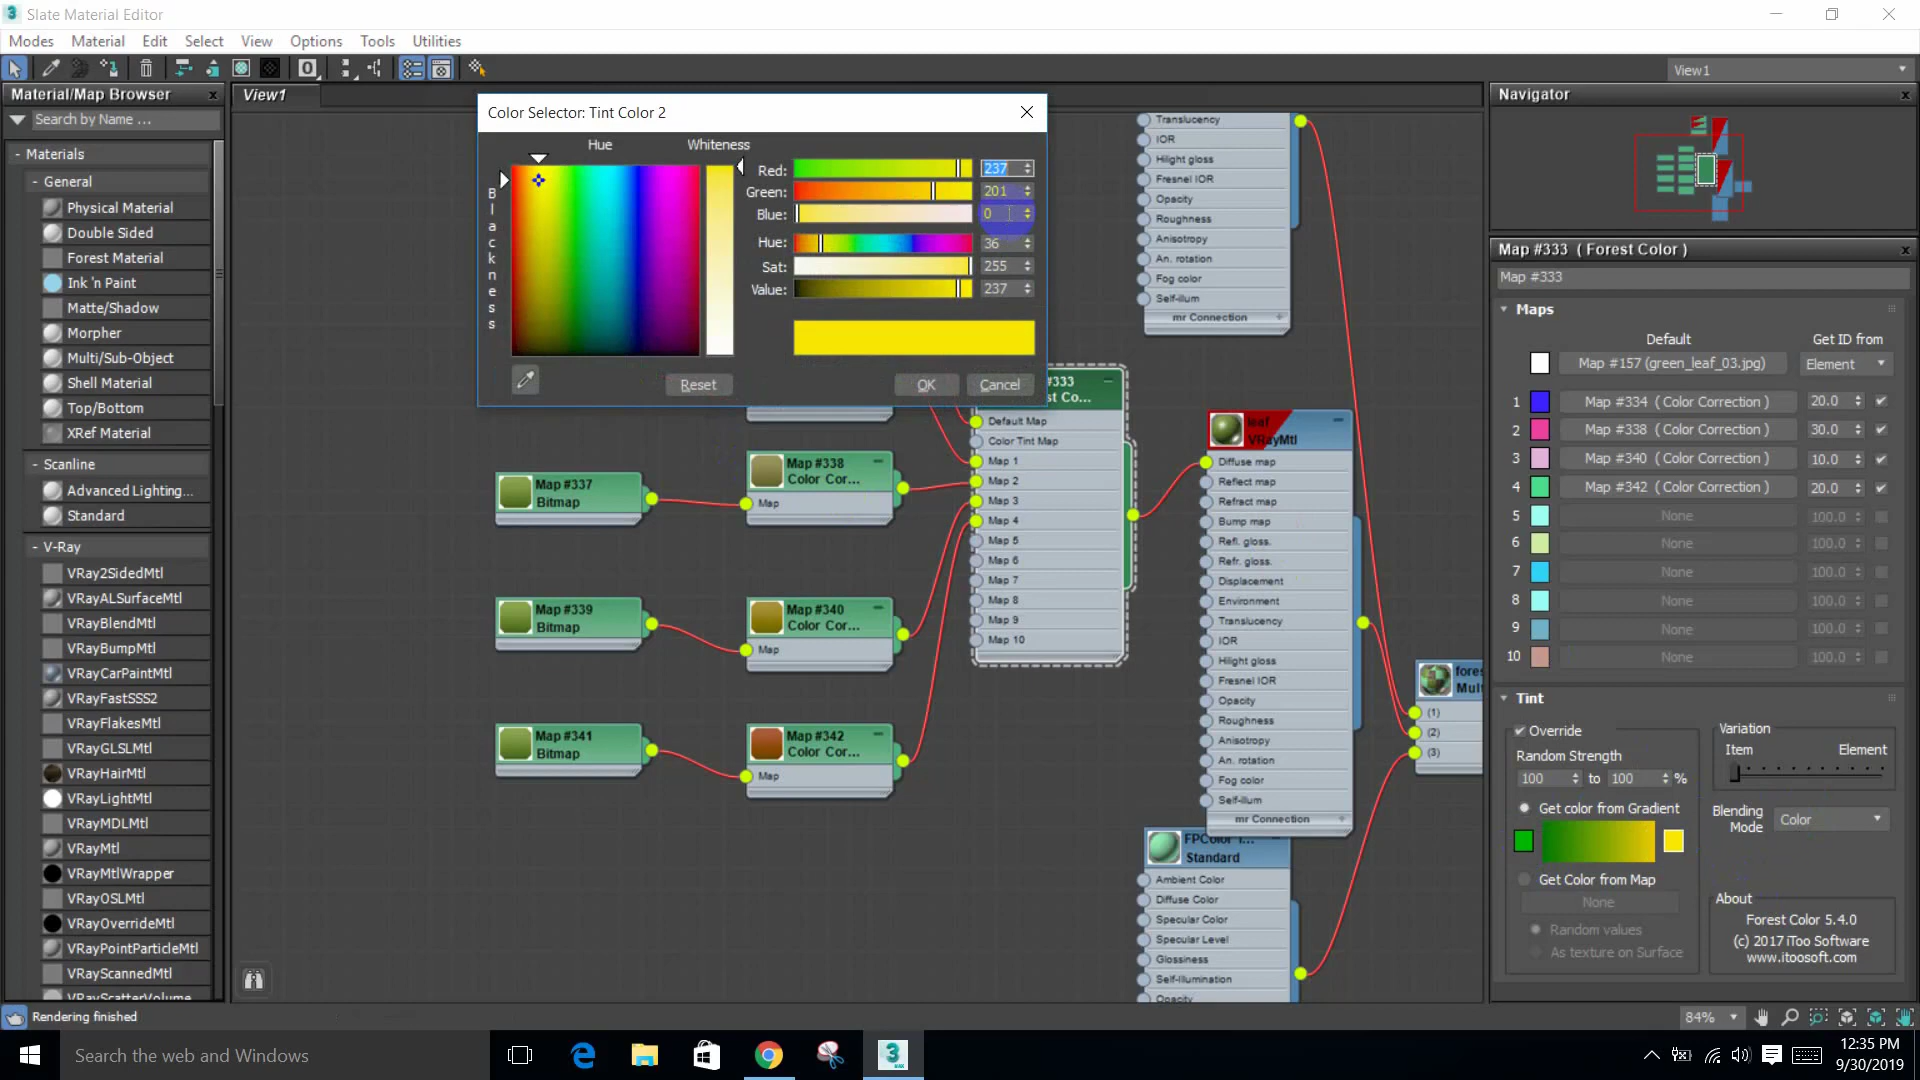 Slate Material Editor
Modes Material Edit Select View Options Tools Utilities
View1
Material/Map Browser
Search by Name ...
- Materials
- General
Physical Material
Double Sided
Forest Material
Ink 'n Paint
Matte/Shadow
Morpher
Multi/Sub-Object
Shell Material
Top/Bottom
XRef Material
- Scanline
Advanced Lighting...
Standard
- V-Ray
VRay2SidedMtl
VRayALSurfaceMtl
VRayBlendMtl
VRayBumpMtl
VRayCarPaintMtl
VRayFastSSS2
VRayFlakesMtl
VRayGLSLMtl
VRayHairMtl
VRayLightMtl
VRayMDLMtl
VRayMtl
VRayMtlWrapper
VRayOSLMtl
VRayOverrideMtl
VRayPointParticleMtl
VRayScannedMtl
VRayScatterVolume
View1
Color Selector: Tint Color 2
Hue
Whiteness
Blackness
Red: 237
Green: 201
Blue: 0
Hue: 36
Sat: 255
Value: 237
Reset
OK
Cancel
Map #337
Bitmap
Map #338
Color Cor...
Map
Map #339
Bitmap
Map #340
Color Cor...
Map
Map #341
Bitmap
Map #342
Color Cor...
Map
#333
st Co...
Default Map
Color Tint Map
Map 1
Map 2
Map 3
Map 4
Map 5
Map 6
Map 7
Map 8
Map 9
Map 10
Translucency
IOR
Hilight gloss
Fresnel IOR
Opacity
Roughness
Anisotropy
An. rotation
Fog color
Self-illum
mr Connection +
leaf
VRayMtl
Diffuse map
Reflect map
Refract map
Bump map
Refl. gloss.
Refr. gloss.
Displacement
Environment
Translucency
IOR
Hilight gloss
Fresnel IOR
Opacity
Roughness
Anisotropy
An. rotation
Fog color
Self-illum
mr Connection +
FPColor
Standard
Ambient Color
Diffuse Color
Specular Color
Specular Level
Glossiness
Self-Illumination
Opacity
fores
Mult
(1)
(2)
(3)
Navigator
Map #333 ( Forest Color )
Map #333
Maps
Default Get ID from
Map #157 (green_leaf_03.jpg) Element
1 Map #334 ( Color Correction ) 20.0
2 Map #338 ( Color Correction ) 30.0
3 Map #340 ( Color Correction ) 10.0
4 Map #342 ( Color Correction ) 20.0
5 None 100.0
6 None 100.0
7 None 100.0
8 None 100.0
9 None 100.0
10 None 100.0
Tint
Override
Random Strength
100 to 100 %
Get color from Gradient
Get Color from Map
None
Random values
As texture on Surface
Variation
Item Element
Blending
Mode
Color
About
Forest Color 5.4.0
(c) 2017 iToo Software
www.itoosoft.com
Rendering finished
84%
Search the web and Windows
3
MAX
12:35 PM
9/30/2019